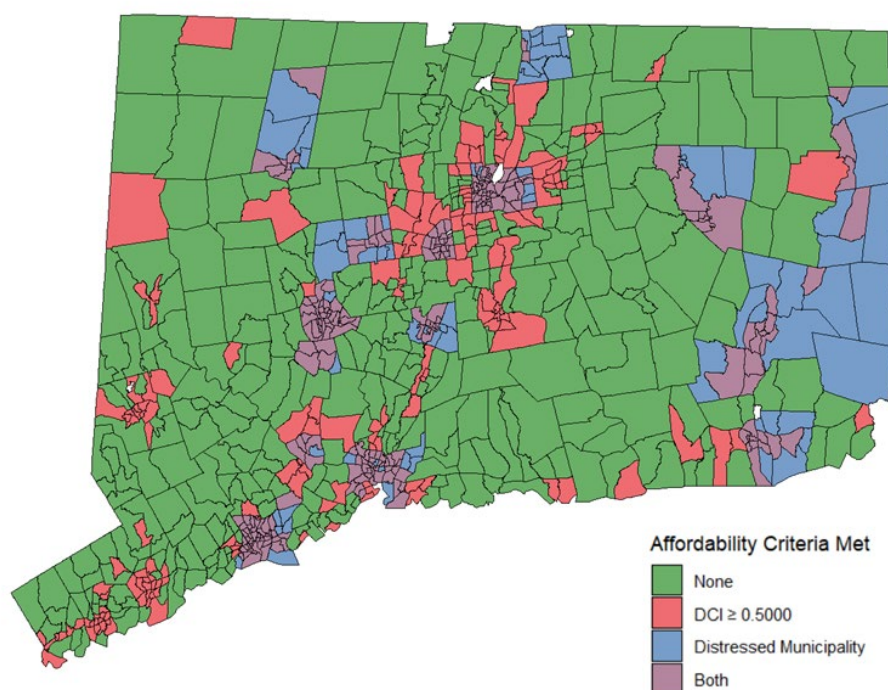 Affordability Criteria Met
None
DCI ≥ 0.5000
Distressed Municipality
Both